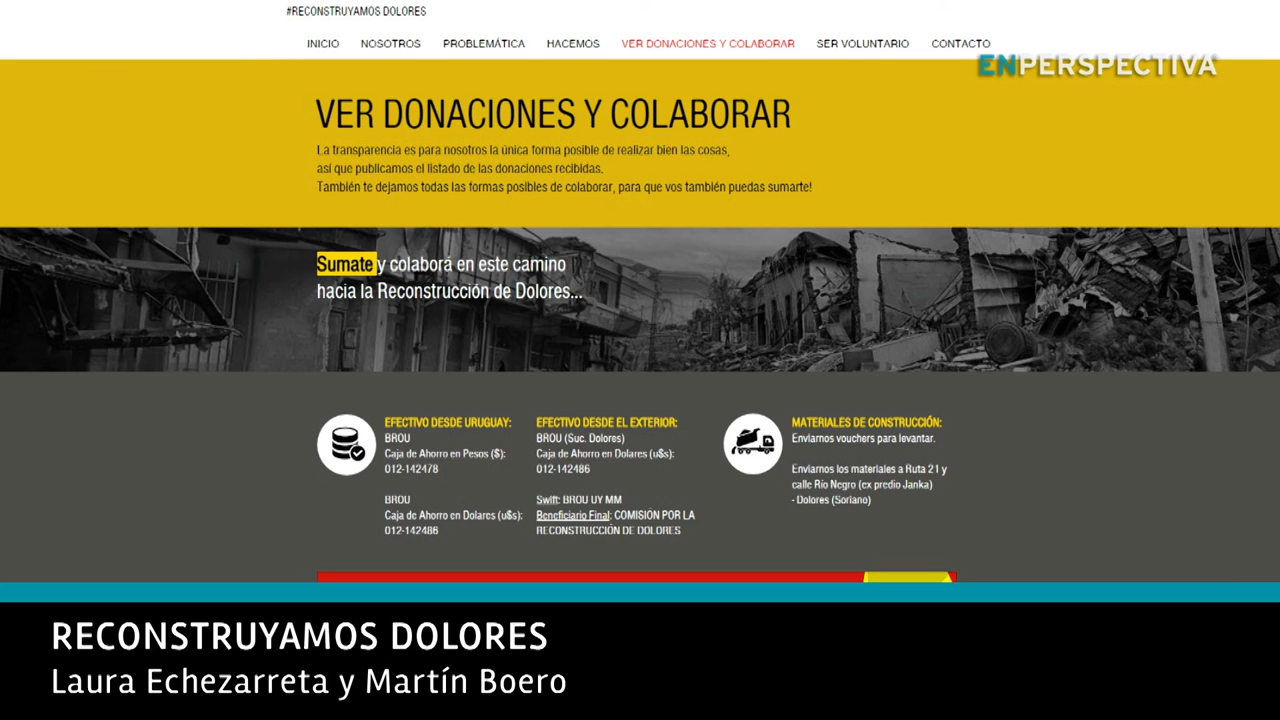 #RECONSTRUYAMOS DOLORES
INICIO NOSOTROS PROBLEMÁTICA HACEMOS VER DONACIONES Y COLABORAR SER VOLUNTARIO CONTACTO
ENPERSPECTIVA
VER DONACIONES Y COLABORAR
La transparencia es para nosotros la única forma posible de realizar bien las cosas,
así que publicamos el listado de las donaciones recibidas.
También te dejamos todas las formas posibles de colaborar, para que vos también puedas sumarte!
Sumate y colaborá en este camino
hacia la Reconstrucción de Dolores...
EFECTIVO DESDE URUGUAY:
BROU
Caja de Ahorro en Pesos ($):
012-142478
BROU
Caja de Ahorro en Dolares (u$s):
012-142486
EFECTIVO DESDE EL EXTERIOR:
BROU (Suc. Dolores)
Caja de Ahorro en Dolares (u$s):
012-142486
Swift: BROU UY MM
Beneficiario Final: COMISIÓN POR LA
RECONSTRUCCIÓN DE DOLORES
MATERIALES DE CONSTRUCCIÓN:
Enviarnos vouchers para levantar.
Enviarnos los materiales a Ruta 21 y
calle Río Negro (ex predio Janka)
- Dolores (Soriano)
RECONSTRUYAMOS DOLORES
Laura Echezarreta y Martín Boero